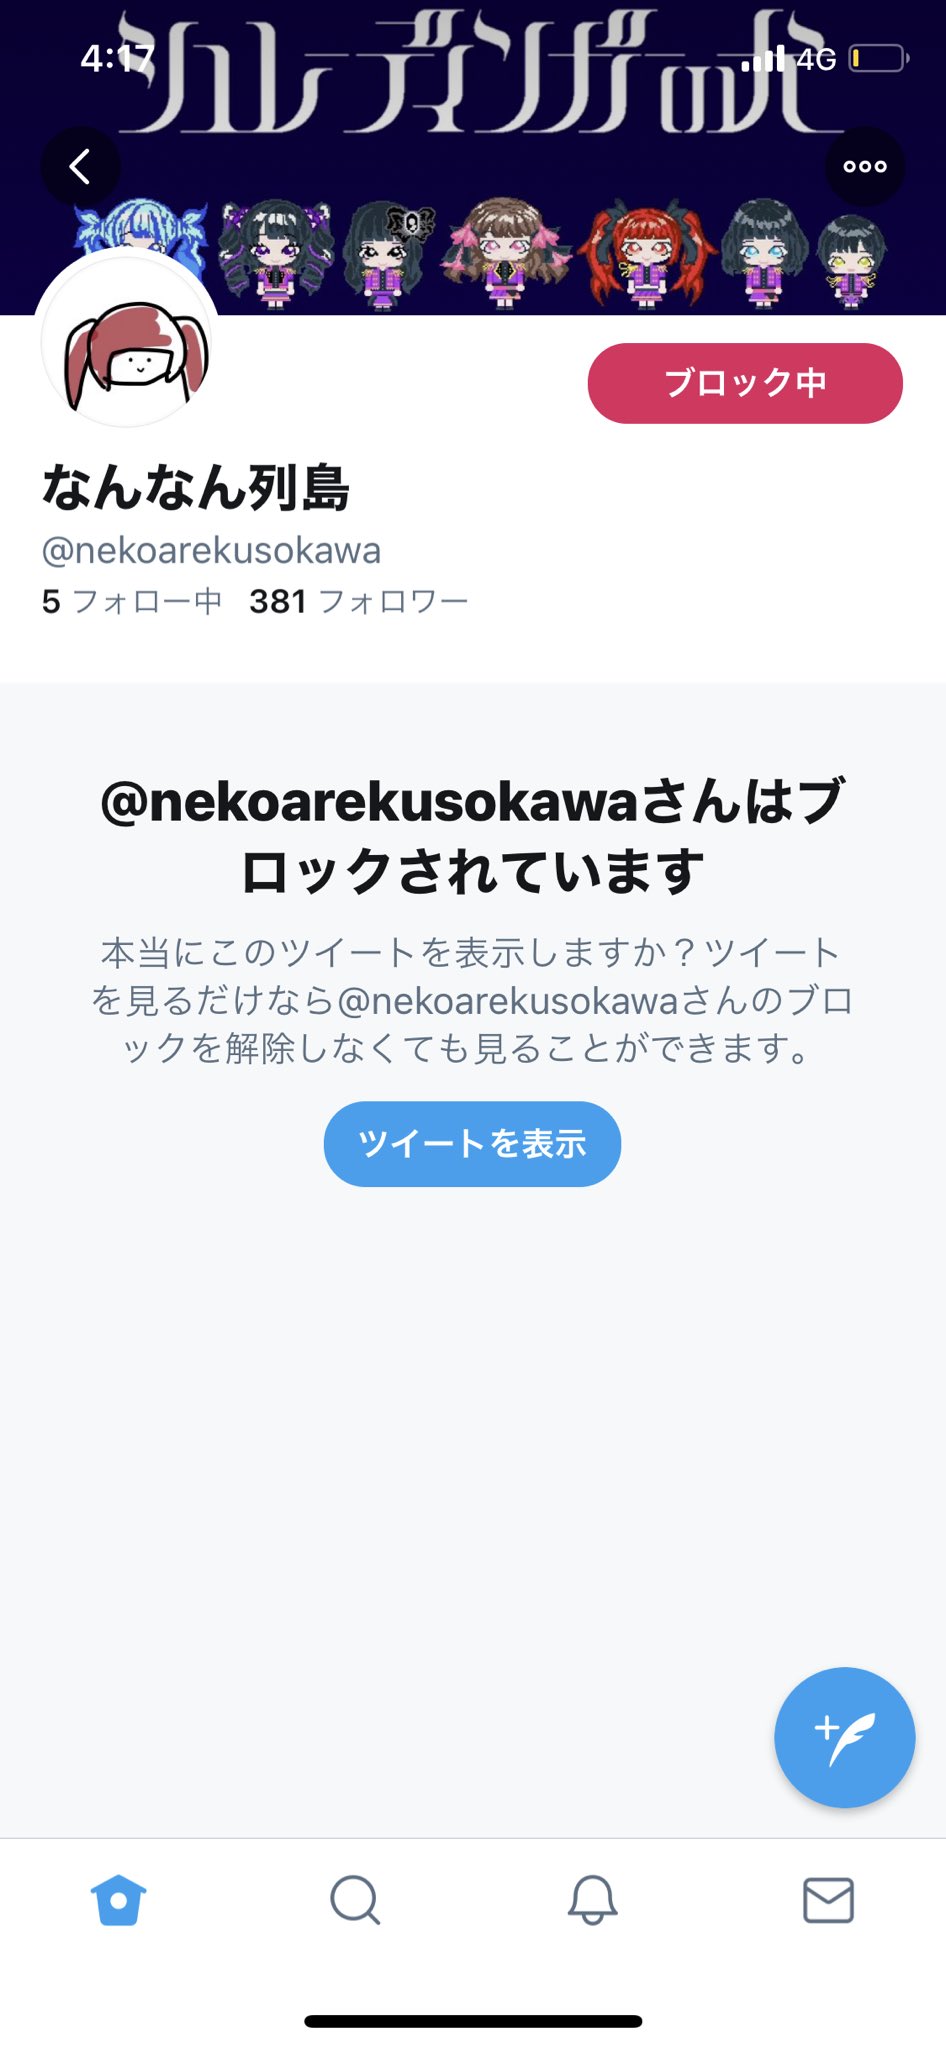 シュレディンガーの犬
4:17
4G
ブロック中
なんなん列島
@nekoarekusokawa
5 フォロー中 381 フォロワー
@nekoarekusokawaさんはブ
ロックされています
本当にこのツイートを表示しますか？ツイート
を見るだけなら@nekoarekusokawaさんのブロ
ックを解除しなくても見ることができます。
ツイートを表示